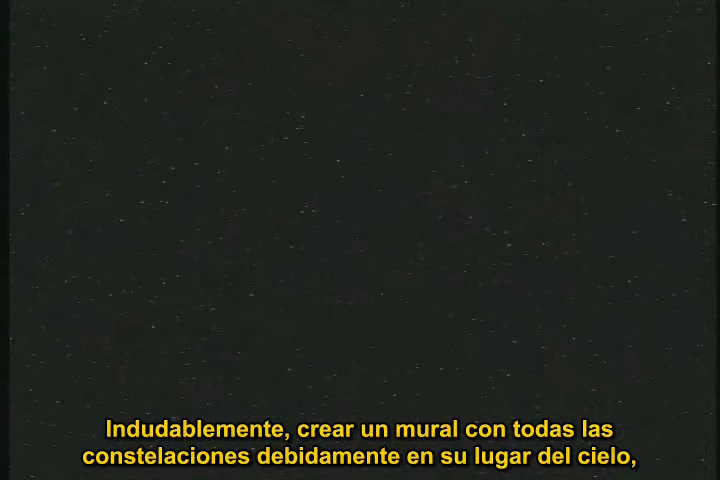 Indudablemente, crear un mural con todas las
constelaciones debidamente en su lugar del cielo,